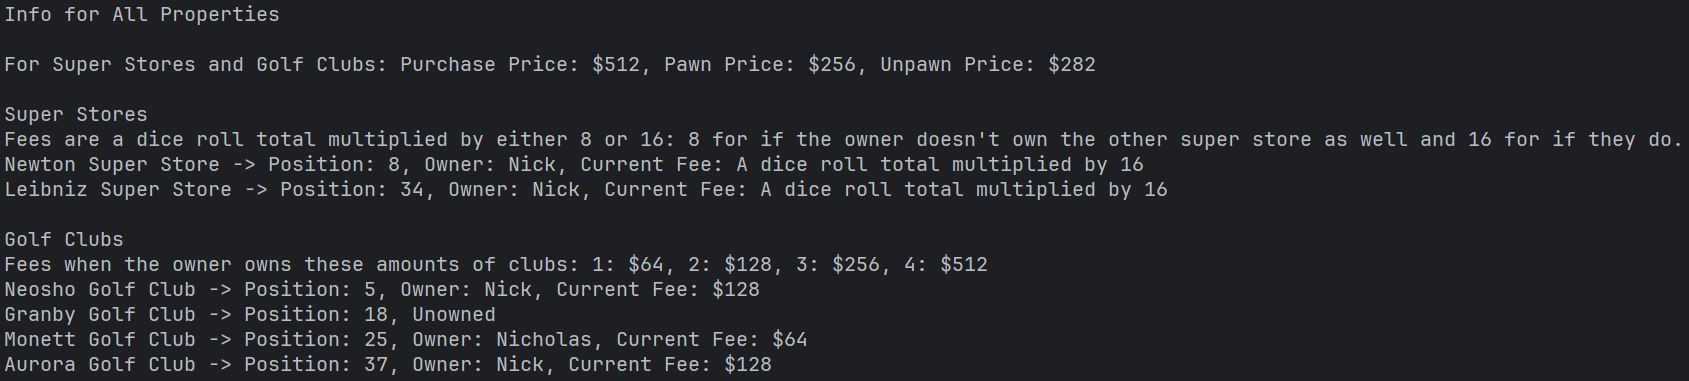 Info for All Properties
For Super Stores and Golf Clubs: Purchase Price: $512, Pawn Price: $256, Unpawn Price: $282
Super Stores
Fees are a dice roll total multiplied by either 8 or 16: 8 for if the owner doesn't own the other super store as well and 16 for if they do.
Newton Super Store -> Position: 8, Owner: Nick, Current Fee: A dice roll total multiplied by 16
Leibniz Super Store -> Position: 34, Owner: Nick, Current Fee: A dice roll total multiplied by 16
Golf Clubs
Fees when the owner owns these amounts of clubs: 1: $64, 2: $128, 3: $256, 4: $512
Neosho Golf Club -> Position: 5, Owner: Nick, Current Fee: $128
Granby Golf Club -> Position: 18, Unowned
Monett Golf Club -> Position: 25, Owner: Nicholas, Current Fee: $64
Aurora Golf Club -> Position: 37, Owner: Nick, Current Fee: $128